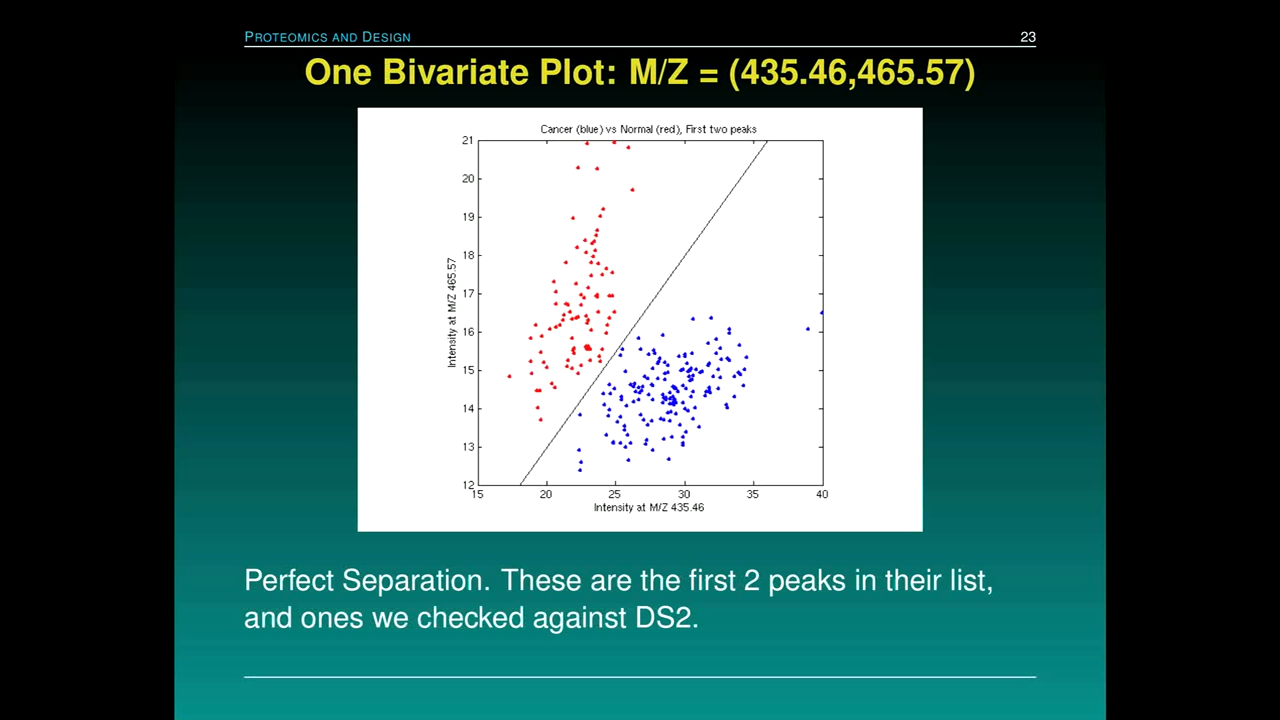 PROTEOMICS AND DESIGN 23
One Bivariate Plot: M/Z = (435.46,465.57)
Cancer (blue) vs Normal (red), First two peaks
21
20
19
18
17
16
15
14
13
12
Intensity at M/Z 465.57
15 20 25 30 35 40
Intensity at M/Z 435.46
Perfect Separation. These are the first 2 peaks in their list,
and ones we checked against DS2.